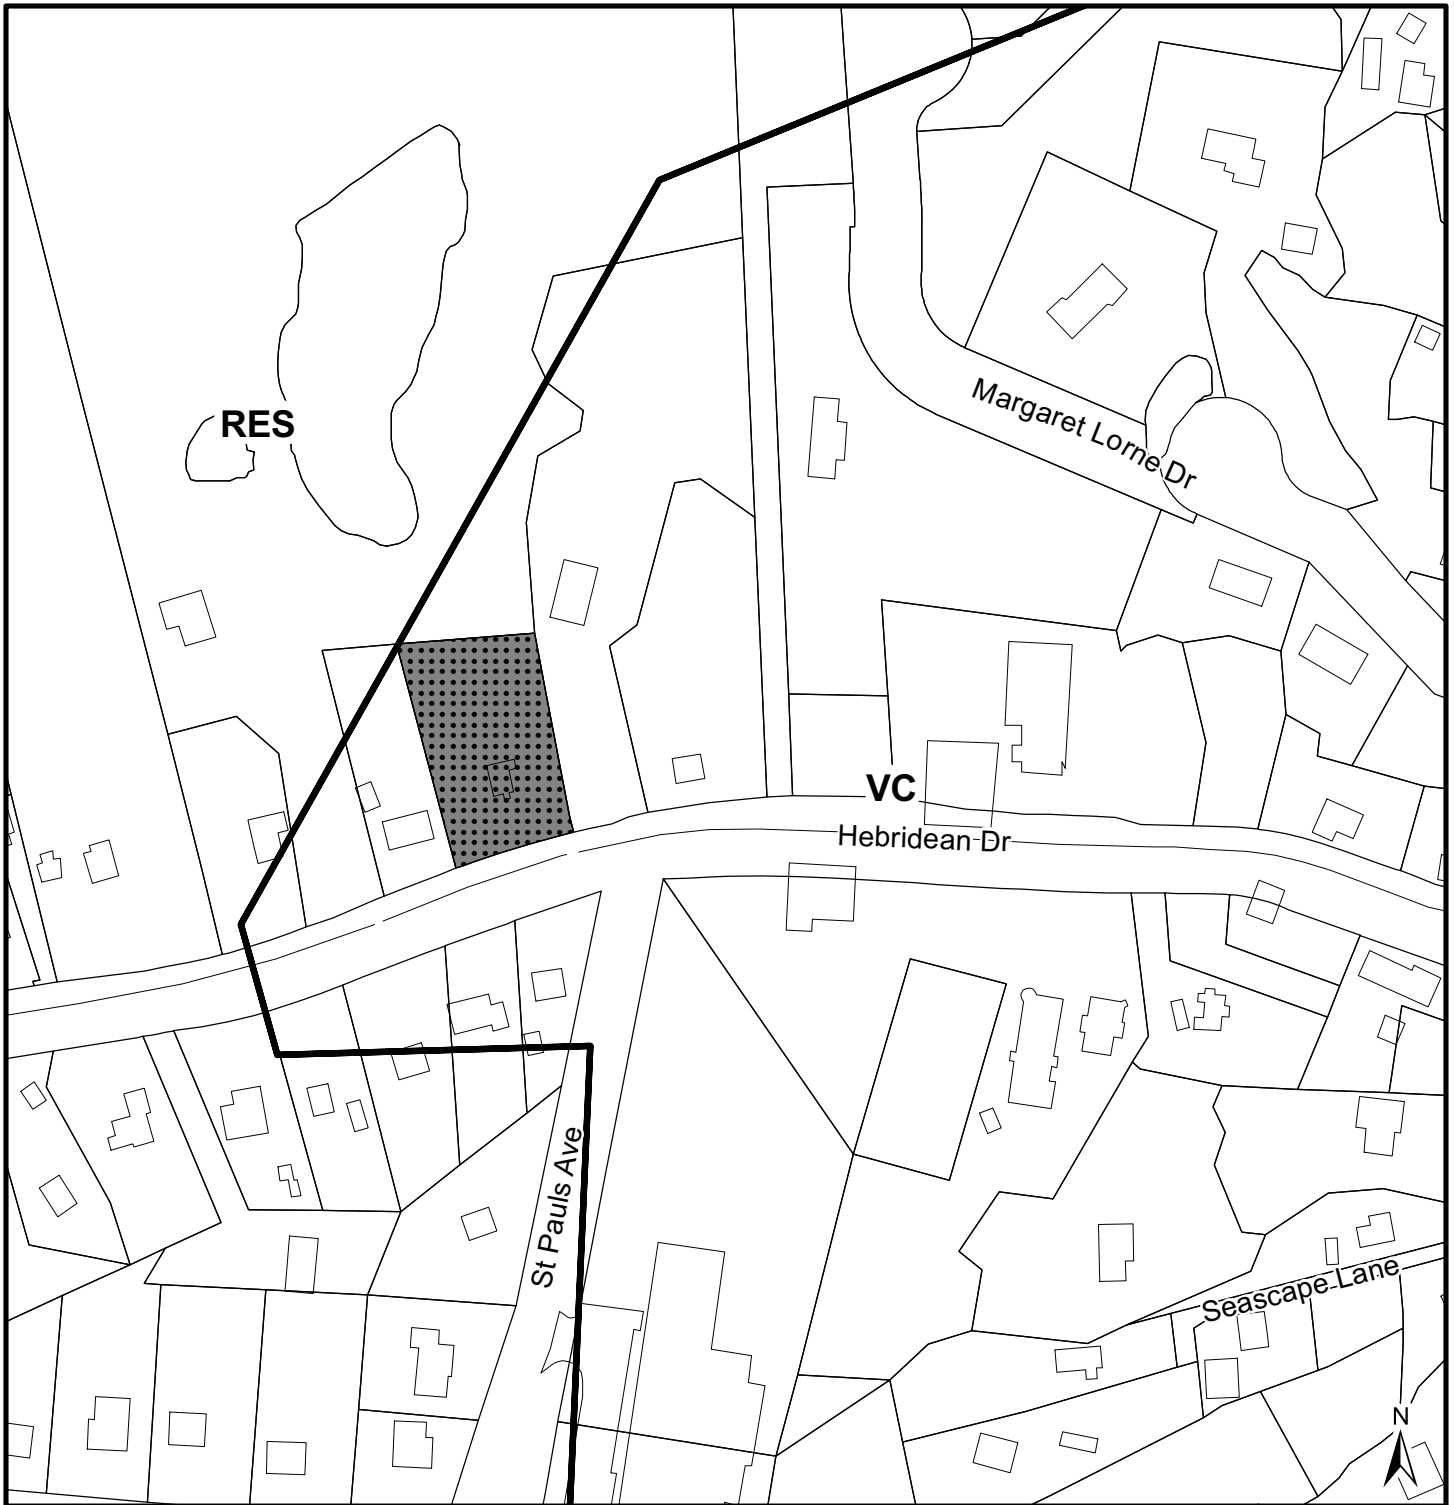 Margaret Lorne Dr
RES
VC
Hebridean Dr
St Pauls Ave
Seascape Lane
N